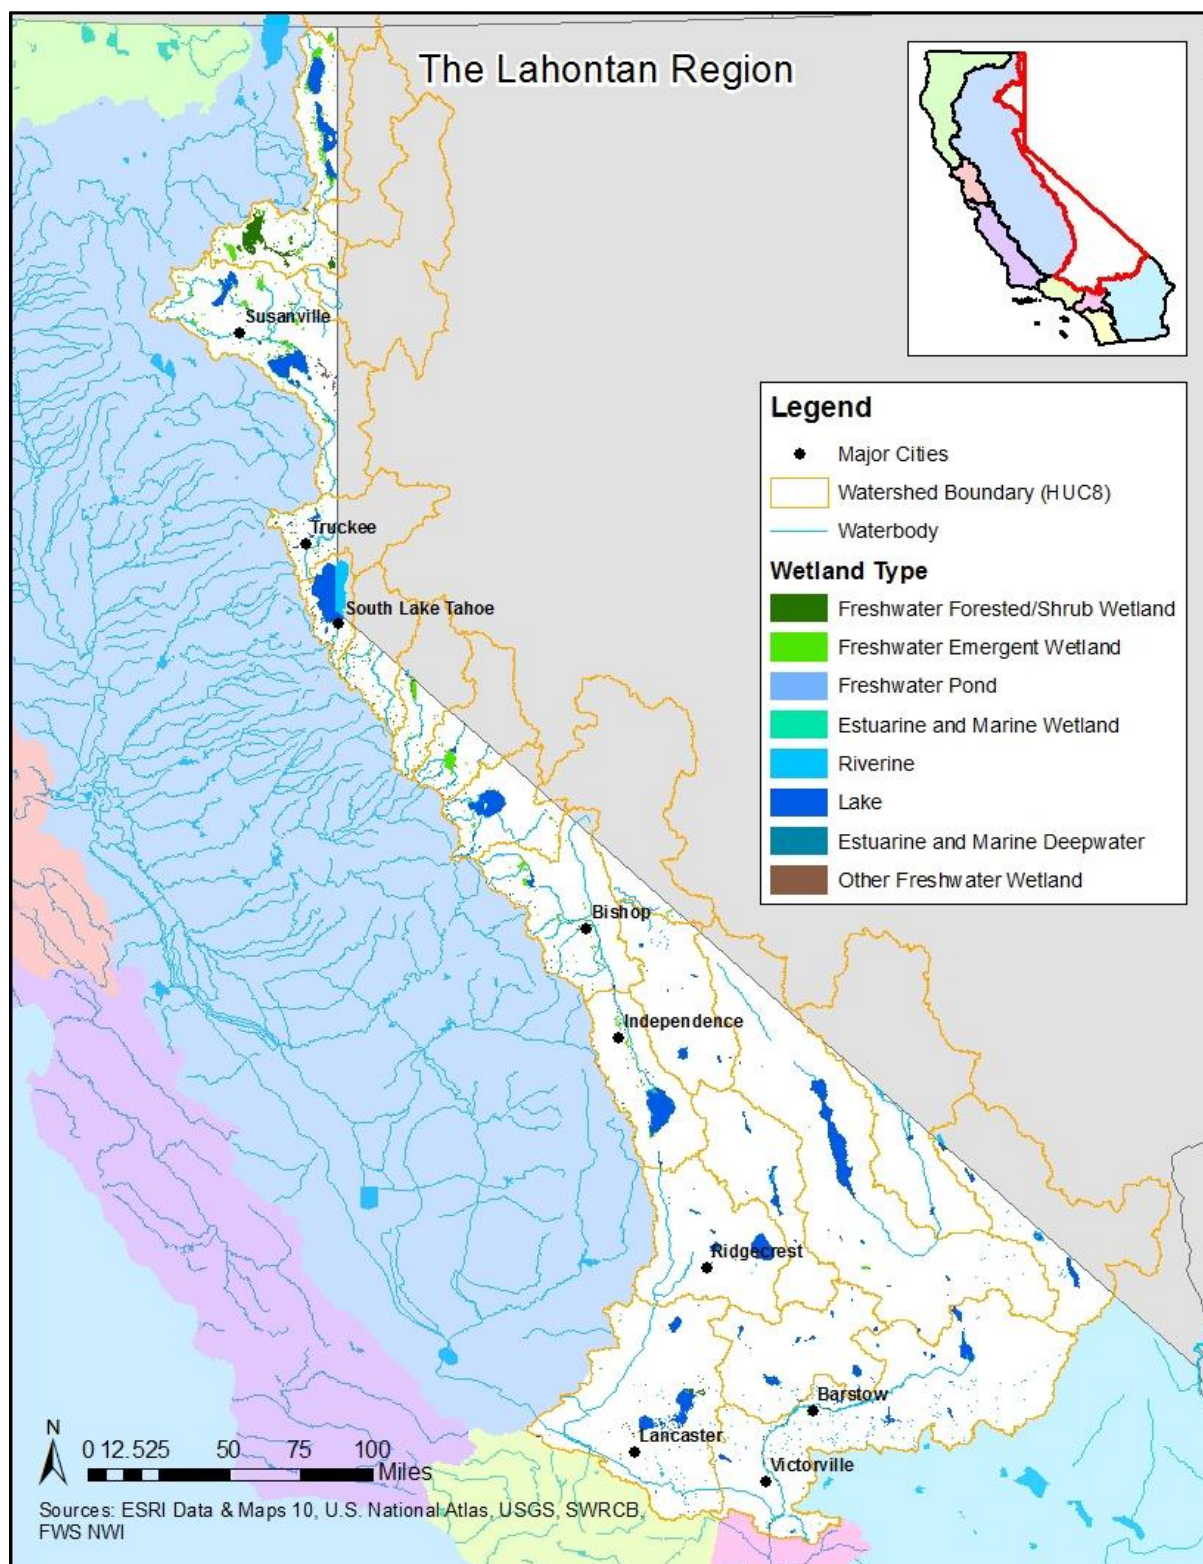 The Lahontan Region
Susanville
Truckee
South Lake Tahoe
Bishop
Independence
Ridgecrest
Barstow
Lancaster
Victorville
Legend
Major Cities
Watershed Boundary (HUC8)
Waterbody
Wetland Type
Freshwater Forested/Shrub Wetland
Freshwater Emergent Wetland
Freshwater Pond
Estuarine and Marine Wetland
Riverine
Lake
Estuarine and Marine Deepwater
Other Freshwater Wetland
N
0 12.525 50 75 100
Miles
Sources: ESRI Data & Maps 10, U.S. National Atlas, USGS, SWRCB,
FWS NWI